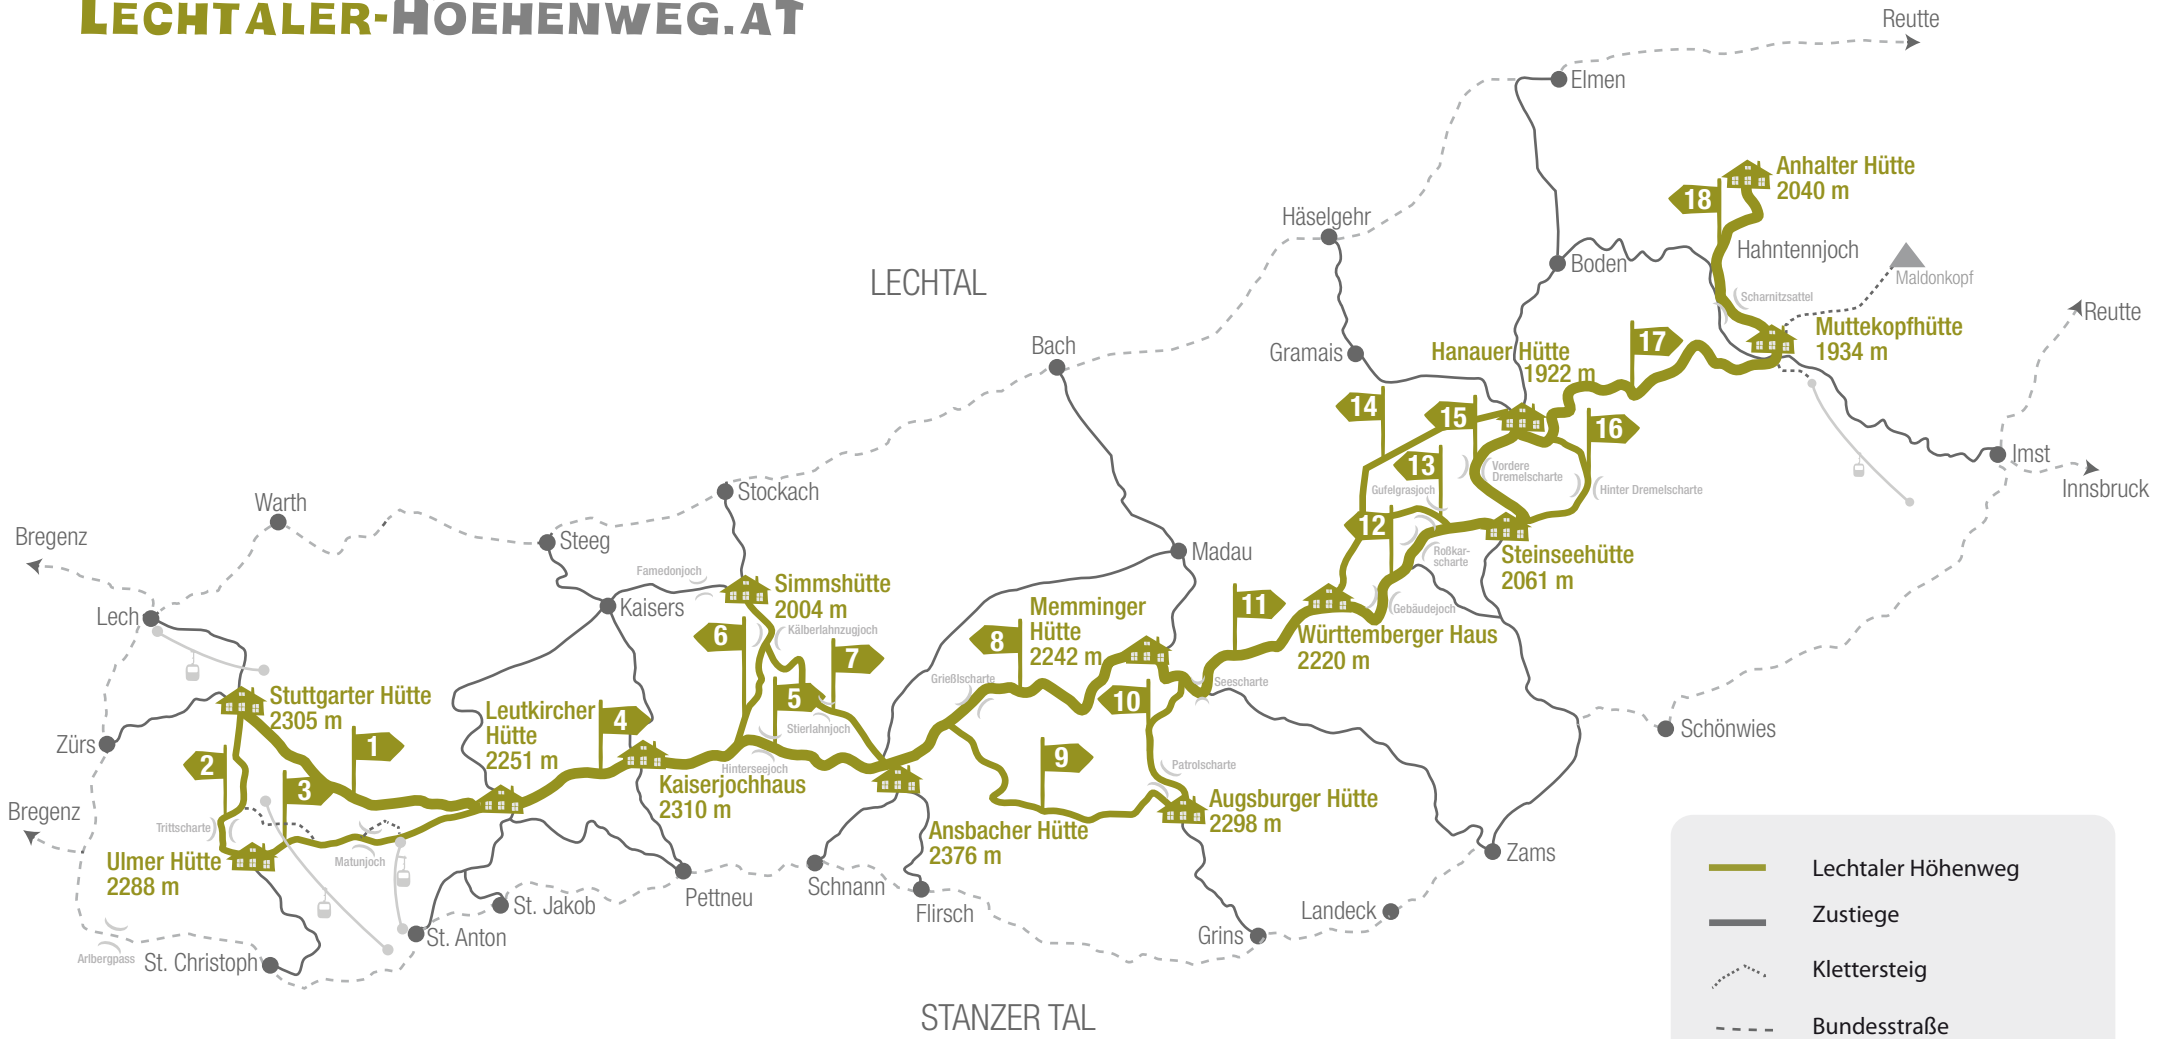 LECHTALER-HOEHENWEG.AT
Reutte
Elmen
Anhalter Hütte
2040 m
18
Häselgehr
Hahntennjoch
Boden
Maldonkopf
LECHTAL
Scharnitzsattel
Reutte
Muttekopfhütte
1934 m
17
Bach
Gramais
Hanauer Hütte
1922 m
14
15
16
13
Imst
Vordere
Dremelscharte
Innsbruck
Gufelgrasjoch
Hinter Dremelscharte
Stockach
Warth
12
Bregenz
Steeg
Madau
Roßkar-
scharte
Steinseehütte
2061 m
Famedonjoch
Simmshütte
2004 m
Kaisers
Lech
Memminger
Hütte
2242 m
11
Gebäudejoch
Kälberlahnzugjoch
6
7
8
Württemberger Haus
2220 m
Grießlscharte
Seescharte
Stuttgarter Hütte
2305 m
5
10
Leutkircher
Hütte
2251 m
4
Stierlahnjoch
Schönwies
Zürs
1
2
3
Hinterseejoch
9
Patrolscharte
Kaiserjochhaus
2310 m
Augsburger Hütte
2298 m
Bregenz
Trittscharte
Ansbacher Hütte
2376 m
Ulmer Hütte
2288 m
Matunjoch
Zams
Schnann
Pettneu
Flirsch
St. Jakob
Landeck
St. Anton
Grins
Arlbergpass
St. Christoph
STANZER TAL
Lechtaler Höhenweg
Zustiege
Klettersteig
Bundesstraße